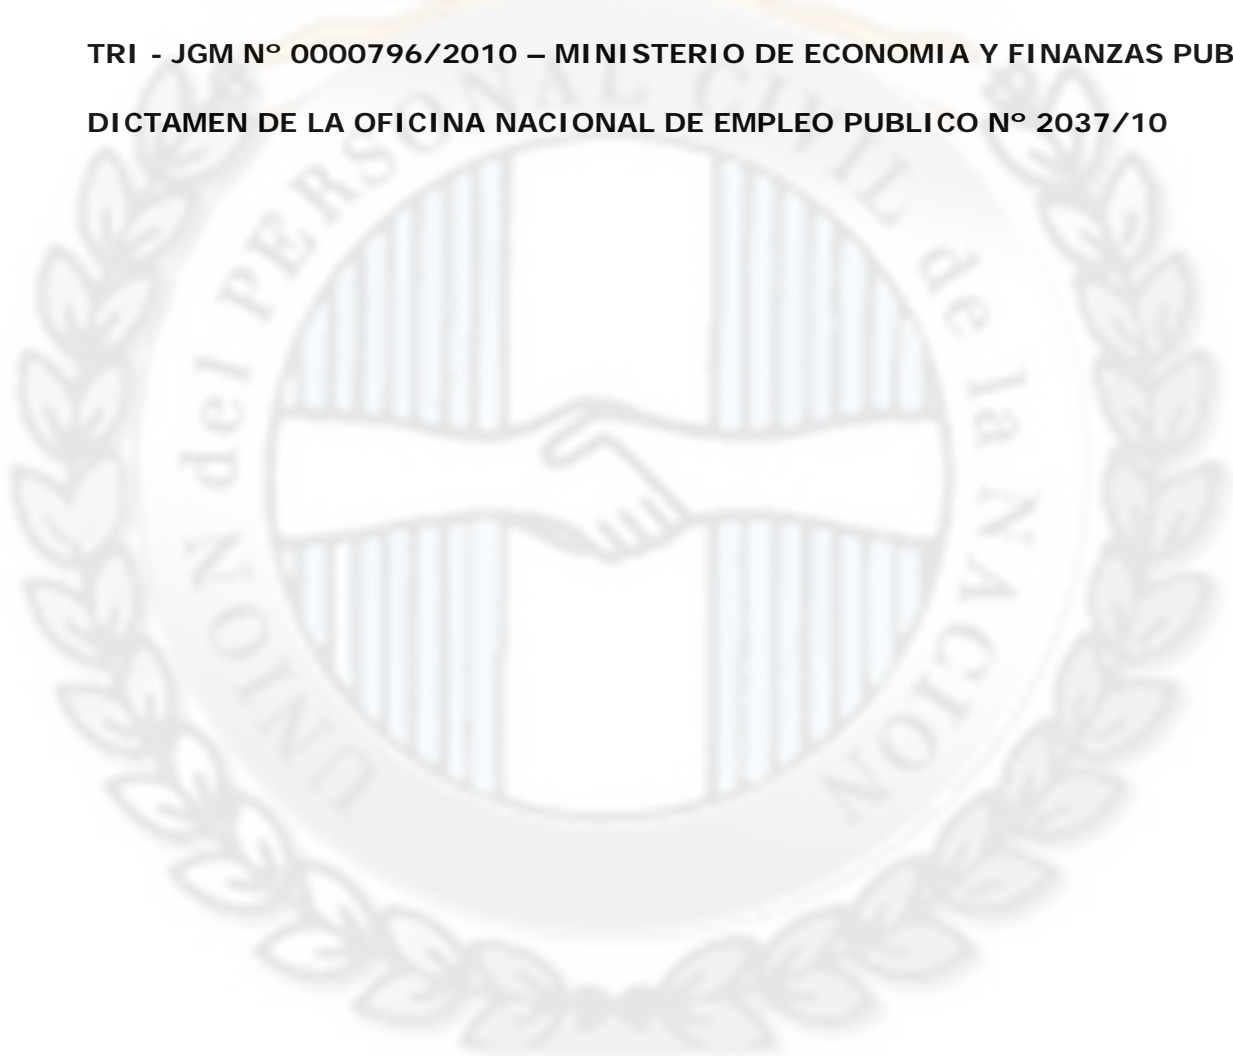 TRI - JGM Nº 0000796/2010 – MINISTERIO DE ECONOMIA Y FINANZAS PUB
DICTAMEN DE LA OFICINA NACIONAL DE EMPLEO PUBLICO Nº 2037/10
UNION del PERSONAL CIVIL de la NACION